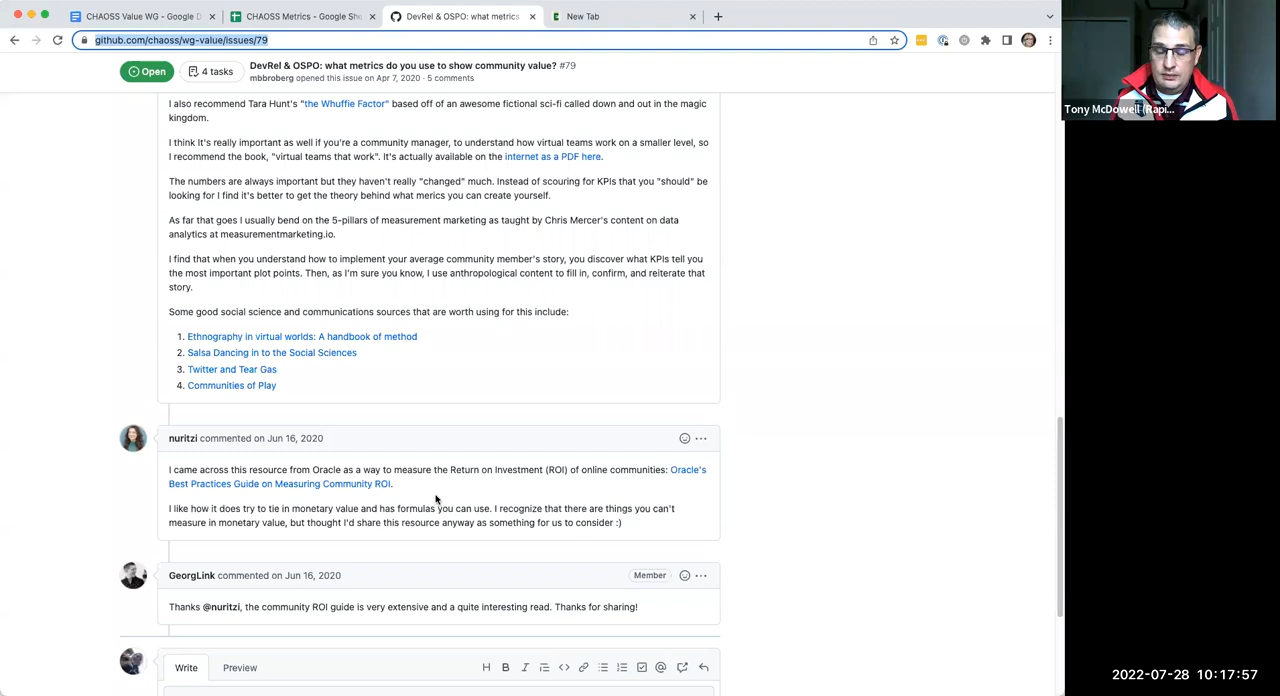 CHAOSS Value WG - Google D
CHAOSS Metrics - Google She
DevRel & OSPO: what metrics
New Tab
github.com/chaoss/wg-value/issues/79
Open
4 tasks
DevRel & OSPO: what metrics do you use to show community value? #79
mbbroberg opened this issue on Apr 7, 2020 · 5 comments
I also recommend Tara Hunt's "the Whuffie Factor" based off of an awesome fictional sci-fi called down and out in the magic
kingdom.
I think It's really important as well if you're a community manager, to understand how virtual teams work on a smaller level, so
I recommend the book, "virtual teams that work". It's actually available on the internet as a PDF here.
The numbers are always important but they haven't really "changed" much. Instead of scouring for KPIs that you "should" be
looking for I find it's better to get the theory behind what merics you can create yourself.
As far that goes I usually bend on the 5-pillars of measurement marketing as taught by Chris Mercer's content on data
analytics at measurementmarketing.io.
I find that when you understand how to implement your average community member's story, you discover what KPIs tell you
the most important plot points. Then, as I'm sure you know, I use anthropological content to fill in, confirm, and reiterate that
story.
Some good social science and communications sources that are worth using for this include:
1. Ethnography in virtual worlds: A handbook of method
2. Salsa Dancing in to the Social Sciences
3. Twitter and Tear Gas
4. Communities of Play
nuritzi commented on Jun 16, 2020
I came across this resource from Oracle as a way to measure the Return on Investment (ROI) of online communities: Oracle's
Best Practices Guide on Measuring Community ROI.
I like how it does try to tie in monetary value and has formulas you can use. I recognize that there are things you can't
measure in monetary value, but thought I'd share this resource anyway as something for us to consider :)
GeorgLink commented on Jun 16, 2020
Member
Thanks @nuritzi, the community ROI guide is very extensive and a quite interesting read. Thanks for sharing!
Write
Preview
Tony McDowell (Rapi...
2022-07-28 10:17:57